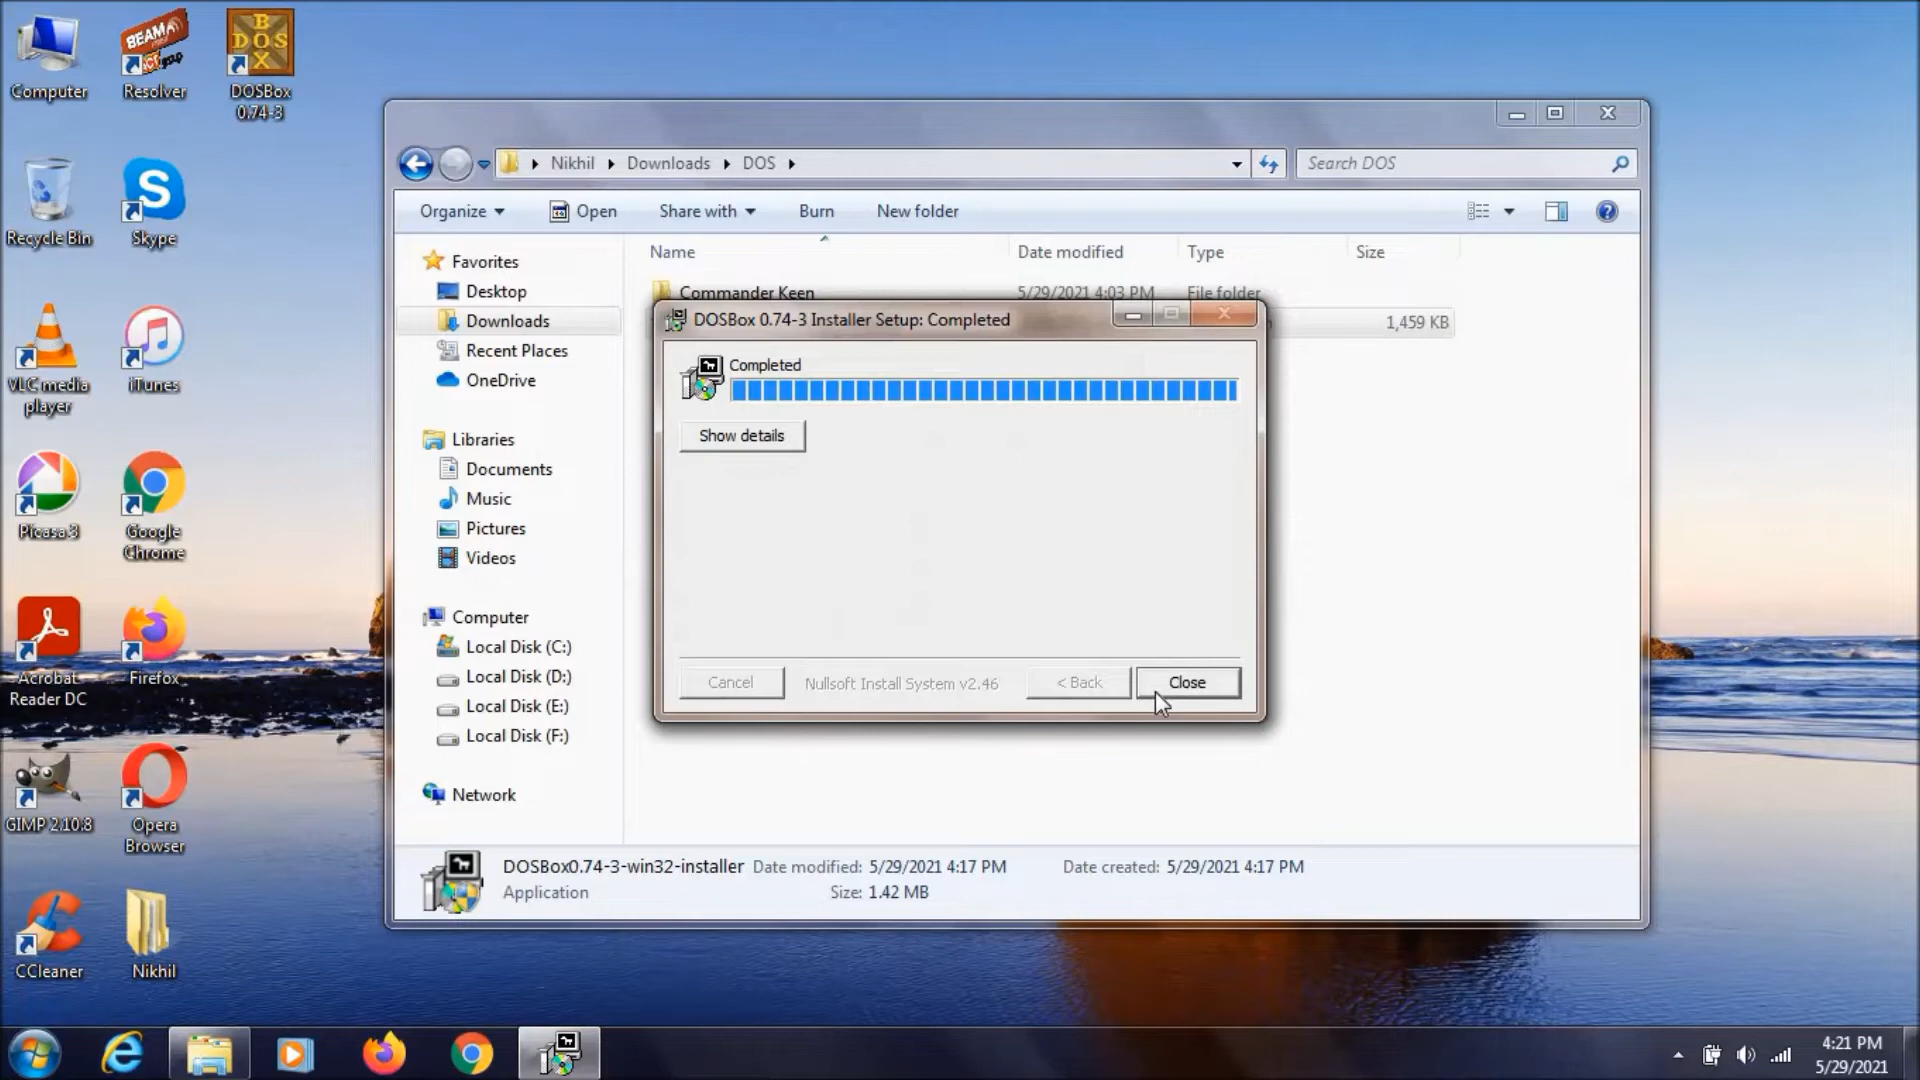 Computer
Resolver
DOSBox
0.74-3
Recycle Bin
Skype
VLC media
player
iTunes
Picasa 3
Google
Chrome
Acrobat
Reader DC
Firefox
GIMP 2.10.8
Opera
Browser
CCleaner
Nikhil
BEAMA
B
DOS
X
Nikhil
Downloads
DOS
Search DOS
Organize
Open
Share with
Burn
New folder
Favorites
Desktop
Downloads
Recent Places
OneDrive
Libraries
Documents
Music
Pictures
Videos
Computer
Local Disk (C:)
Local Disk (D:)
Local Disk (E:)
Local Disk (F:)
Network
Name
Date modified
Type
Size
Commander Keen
5/29/2021 4:03 PM
File folder
1,459 KB
DOSBox 0.74-3 Installer Setup: Completed
Completed
Show details
Cancel
Nullsoft Install System v2.46
< Back
Close
DOSBox0.74-3-win32-installer
Date modified: 5/29/2021 4:17 PM
Date created: 5/29/2021 4:17 PM
Application
Size: 1.42 MB
4:21 PM
5/29/2021